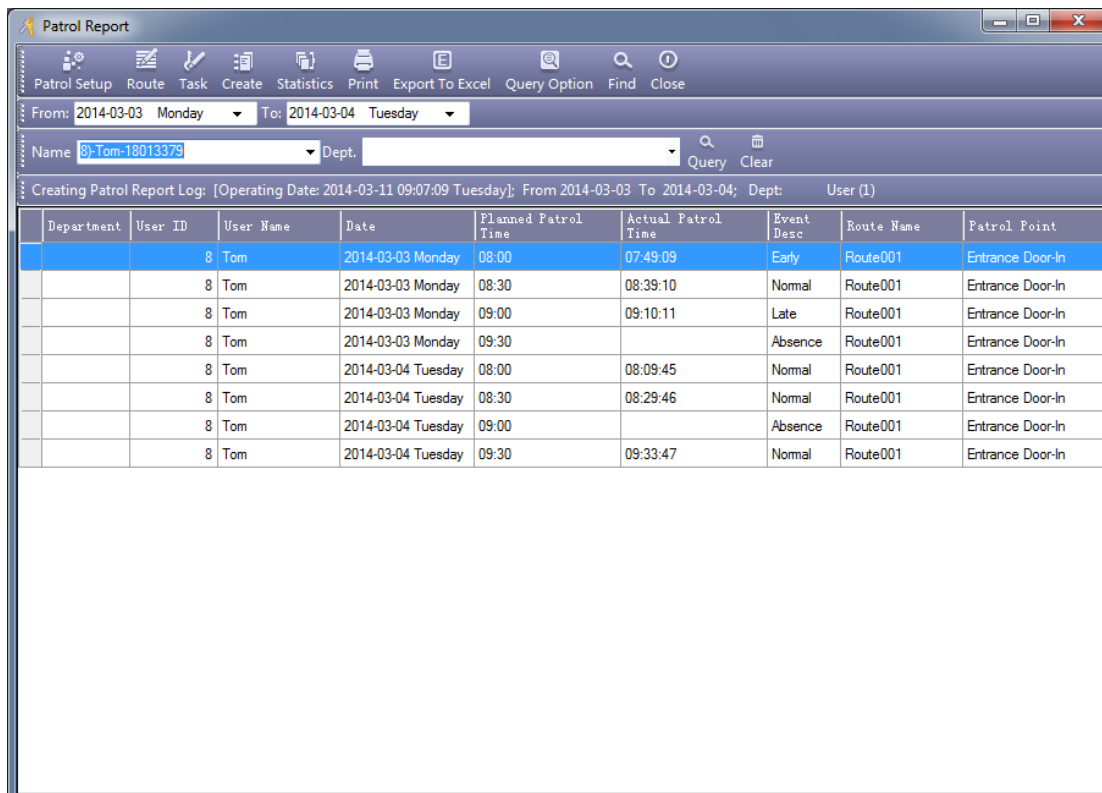 Patrol Report
Patrol Setup Route Task Create Statistics Print Export To Excel Query Option Find Close
From: 2014-03-03 Monday To: 2014-03-04 Tuesday
Name 8)-Tom-18013379 Dept. Query Clear
Creating Patrol Report Log: [Operating Date: 2014-03-11 09:07:09 Tuesday]; From 2014-03-03 To 2014-03-04; Dept: User (1)
Department User ID User Name Date Planned Patrol Time Actual Patrol Time Event Desc Route Name Patrol Point
8 Tom 2014-03-03 Monday 08:00 07:49:09 Early Route001 Entrance Door-In
8 Tom 2014-03-03 Monday 08:30 08:39:10 Normal Route001 Entrance Door-In
8 Tom 2014-03-03 Monday 09:00 09:10:11 Late Route001 Entrance Door-In
8 Tom 2014-03-03 Monday 09:30 Absence Route001 Entrance Door-In
8 Tom 2014-03-04 Tuesday 08:00 08:09:45 Normal Route001 Entrance Door-In
8 Tom 2014-03-04 Tuesday 08:30 08:29:46 Normal Route001 Entrance Door-In
8 Tom 2014-03-04 Tuesday 09:00 Absence Route001 Entrance Door-In
8 Tom 2014-03-04 Tuesday 09:30 09:33:47 Normal Route001 Entrance Door-In